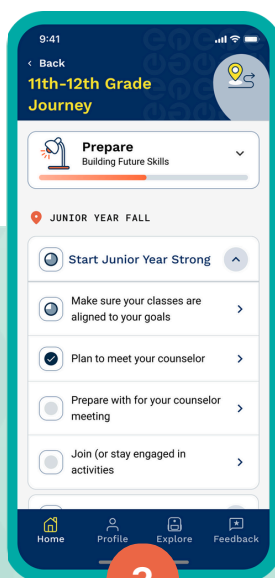 9:41
‹ Back
11th-12th Grade
Journey
Prepare
Building Future Skills
JUNIOR YEAR FALL
Start Junior Year Strong
Make sure your classes are
aligned to your goals
Plan to meet your counselor
Prepare with for your counselor
meeting
Join (or stay engaged in
activities
Home Profile Explore Feedback